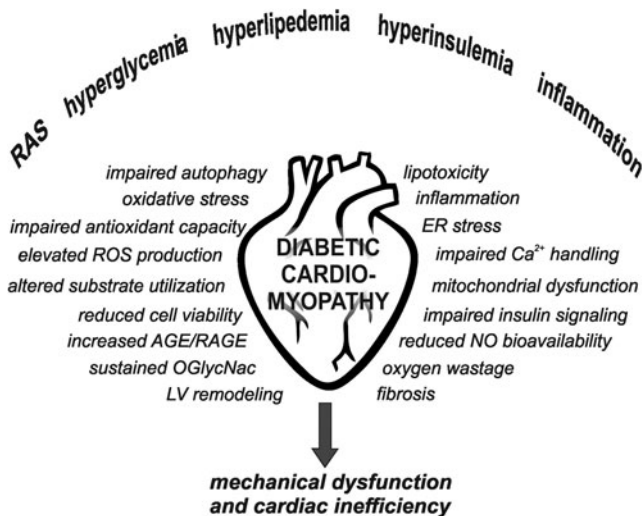 RAS hyperglycemia hyperlipedemia hyperinsulemia inflammation
impaired autophagy
oxidative stress
impaired antioxidant capacity
elevated ROS production
altered substrate utilization
reduced cell viability
increased AGE/RAGE
sustained OGlycNac
LV remodeling
DIABETIC
CARDIO-
MYOPATHY
lipotoxicity
inflammation
ER stress
impaired Ca²⁺ handling
mitochondrial dysfunction
impaired insulin signaling
reduced NO bioavailability
oxygen wastage
fibrosis
mechanical dysfunction
and cardiac inefficiency